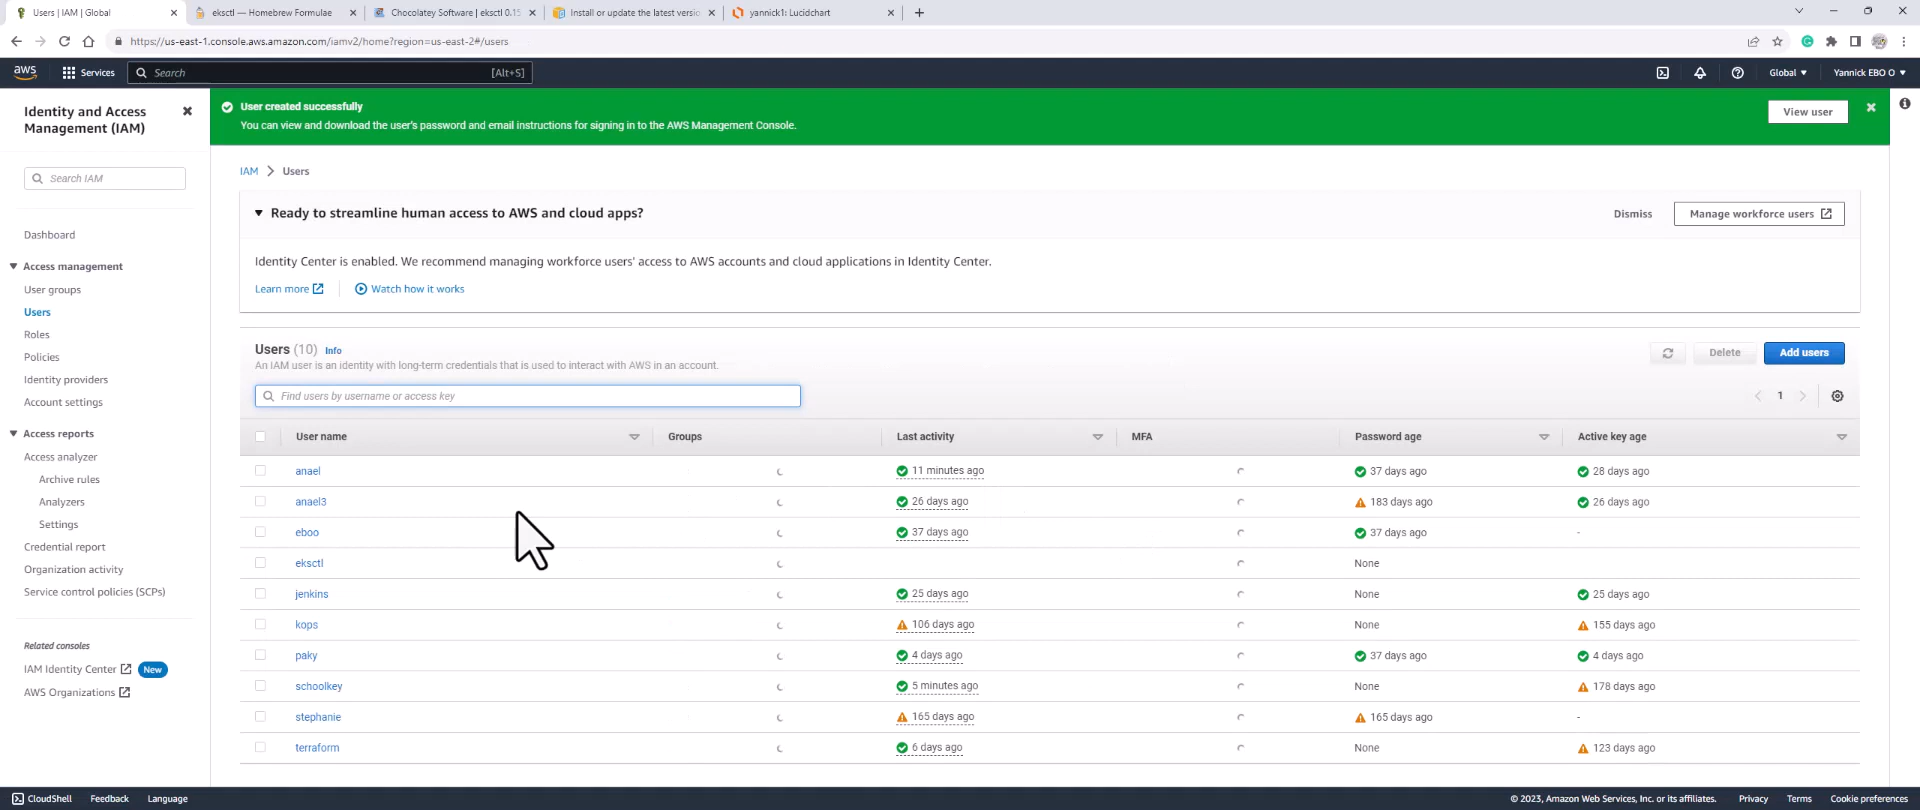 Users | IAM | Global
eksctl — Homebrew Formulae
Chocolatey Software | eksctl 0.15
Install or update the latest versio
yannick1: Lucidchart
https://us-east-1.console.aws.amazon.com/iamv2/home?region=us-east-2#/users
aws
Services
Search
[Alt+S]
Global
Yannick EBO O
Identity and Access Management (IAM)
Search IAM
Dashboard
Access management
User groups
Users
Roles
Policies
Identity providers
Account settings
Access reports
Access analyzer
Archive rules
Analyzers
Settings
Credential report
Organization activity
Service control policies (SCPs)
Related consoles
IAM Identity Center New
AWS Organizations
User created successfully
You can view and download the user's password and email instructions for signing in to the AWS Management Console.
View user
IAM > Users
Ready to streamline human access to AWS and cloud apps?
Dismiss
Manage workforce users
Identity Center is enabled. We recommend managing workforce users' access to AWS accounts and cloud applications in Identity Center.
Learn more
Watch how it works
Users (10) Info
An IAM user is an identity with long-term credentials that is used to interact with AWS in an account.
Delete
Add users
Find users by username or access key
1
User name Groups Last activity MFA Password age Active key age
anael 11 minutes ago 37 days ago 28 days ago
anael3 26 days ago 183 days ago 26 days ago
eboo 37 days ago 37 days ago -
eksctl None
jenkins 25 days ago None 25 days ago
kops 106 days ago None 155 days ago
paky 4 days ago 37 days ago 4 days ago
schoolkey 5 minutes ago None 178 days ago
stephanie 165 days ago 165 days ago -
terraform 6 days ago None 123 days ago
CloudShell
Feedback
Language
© 2023, Amazon Web Services, Inc. or its affiliates.
Privacy
Terms
Cookie preferences